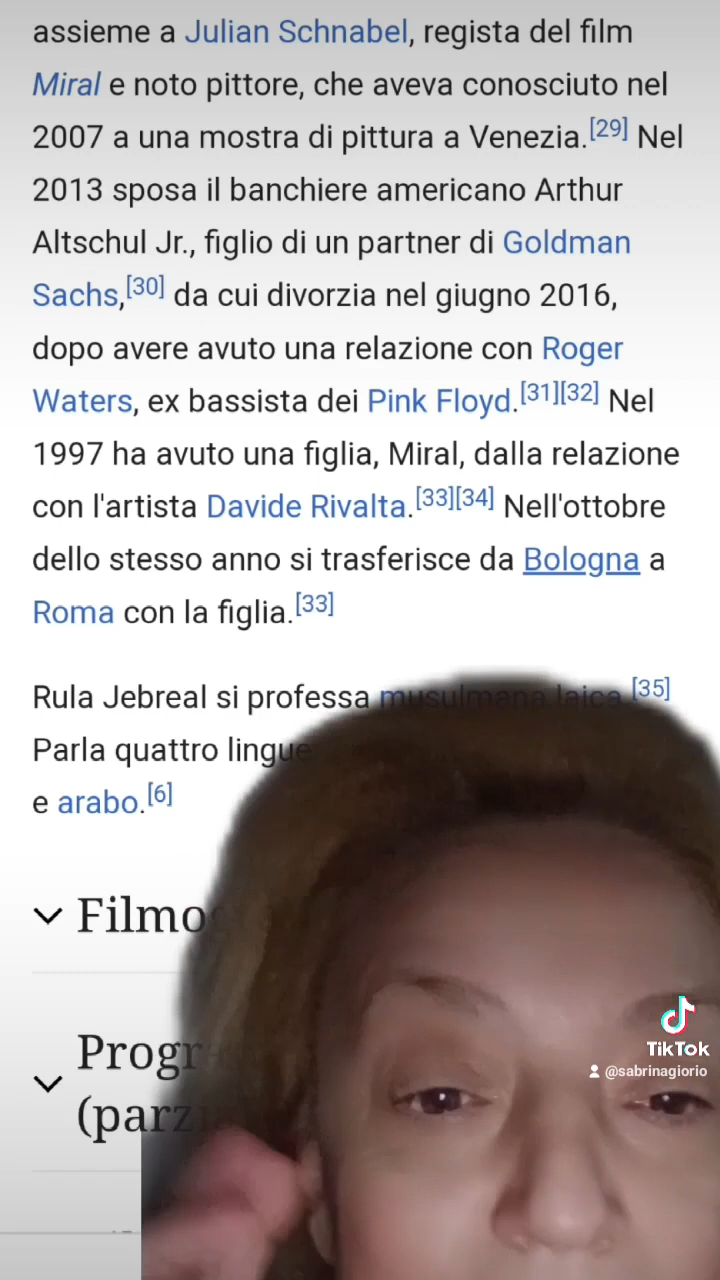 assieme a Julian Schnabel, regista del film
Miral e noto pittore, che aveva conosciuto nel
2007 a una mostra di pittura a Venezia.[29] Nel
2013 sposa il banchiere americano Arthur
Altschul Jr., figlio di un partner di Goldman
Sachs,[30] da cui divorzia nel giugno 2016,
dopo avere avuto una relazione con Roger
Waters, ex bassista dei Pink Floyd.[31][32] Nel
1997 ha avuto una figlia, Miral, dalla relazione
con l'artista Davide Rivalta.[33][34] Nell'ottobre
dello stesso anno si trasferisce da Bologna a
Roma con la figlia.[33]
Rula Jebreal si professa musulmana laica.[35]
Parla quattro lingue
e arabo.[6]
Filmo
Progr
(parz
TikTok
@sabrinagiorio